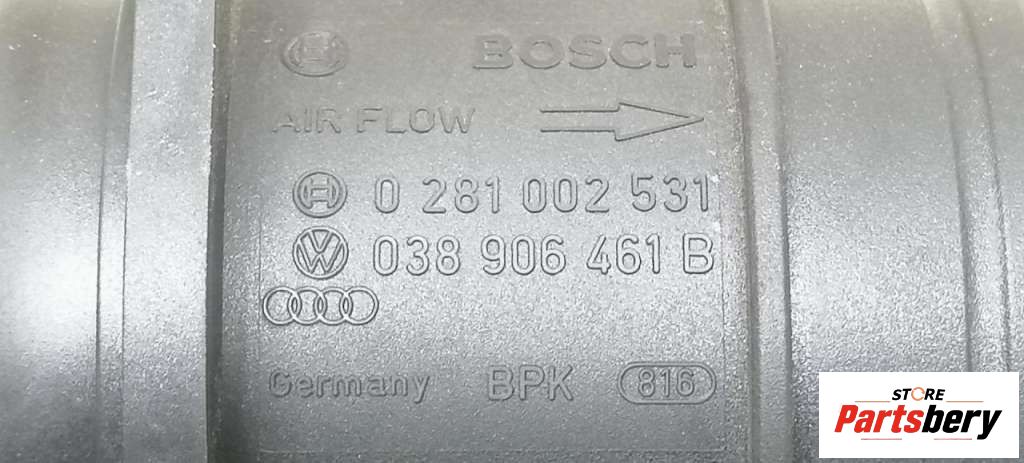 BOSCH
AIR FLOW
0 281 002 531
038 906 461 B
Germany BPK 816
STORE
Partsbery